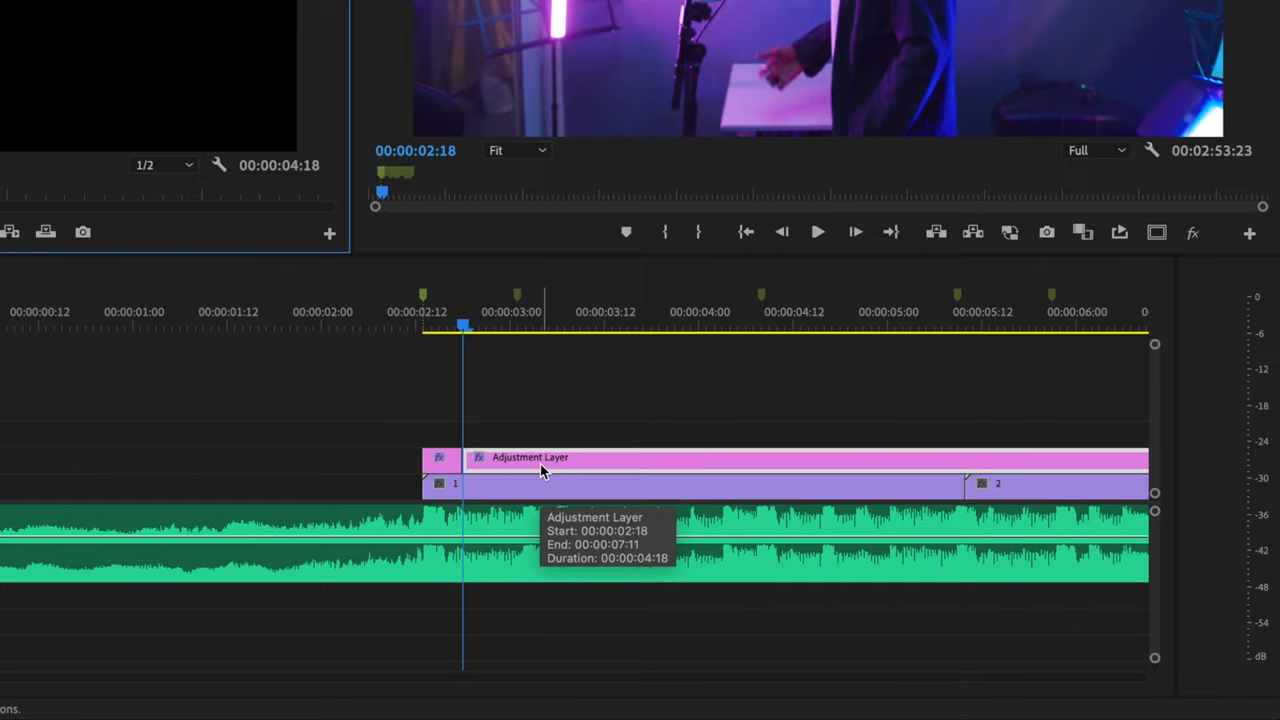 00:00:02:18
Fit
Full
00:02:53:23
1/2
00:00:04:18
fx
00:00:00:12
00:00:01:00
00:00:01:12
00:00:02:00
00:00:02:12
00:00:03:00
00:00:03:12
00:00:04:00
00:00:04:12
00:00:05:00
00:00:05:12
00:00:06:00
0
0
-6
-12
-18
-24
-30
-36
-42
-48
-54
dB
fx
fx Adjustment Layer
fx 1
fx 2
Adjustment Layer
Start: 00:00:02:18
End: 00:00:07:11
Duration: 00:00:04:18
ons.